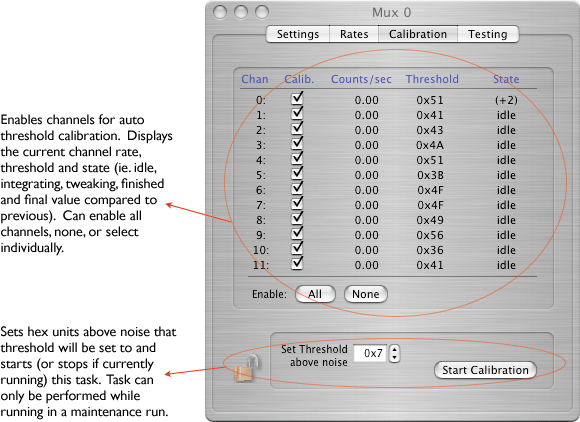 Mux 0
Settings Rates Calibration Testing
Chan Calib. Counts/sec Threshold State
0: 0.00 0x51 (+2)
1: 0.00 0x41 idle
2: 0.00 0x43 idle
3: 0.00 0x4A idle
4: 0.00 0x51 idle
5: 0.00 0x3B idle
6: 0.00 0x4F idle
7: 0.00 0x4F idle
8: 0.00 0x49 idle
9: 0.00 0x56 idle
10: 0.00 0x36 idle
11: 0.00 0x41 idle
Enable: All None
Set Threshold
above noise
0x7
Start Calibration
Enables channels for auto
threshold calibration. Displays
the current channel rate,
threshold and state (ie. idle,
integrating, tweaking, finished
and final value compared to
previous). Can enable all
channels, none, or select
individually.
Sets hex units above noise that
threshold will be set to and
starts (or stops if currently
running) this task. Task can
only be performed while
running in a maintenance run.